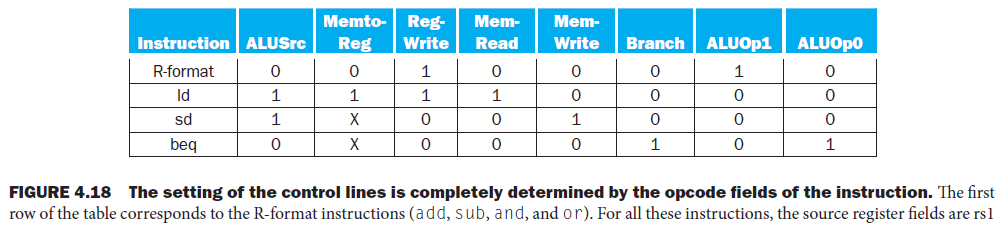 Instruction ALUSrc Memto-Reg Reg-Write Mem-Read Mem-Write Branch ALUOp1 ALUOp0
R-format 0 0 1 0 0 0 1 0
ld 1 1 1 1 0 0 0 0
sd 1 X 0 0 1 0 0 0
beq 0 X 0 0 0 1 0 1
FIGURE 4.18 The setting of the control lines is completely determined by the opcode fields of the instruction. The first
row of the table corresponds to the R-format instructions (add, sub, and, and or). For all these instructions, the source register fields are rs1